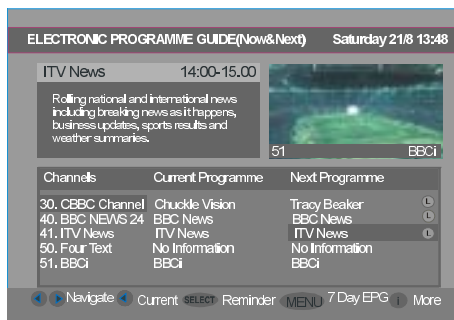 ELECTRONIC PROGRAMME GUIDE(Now&Next) Saturday 21/8 13:48
ITV News 14:00-15.00
Rolling national and international news
including breaking news as it happens,
business updates, sports results and
weather summaries.
51 BBCi
Channels Current Programme Next Programme
30. CBBC Channel Chuckle Vision Tracy Beaker L
40. BBC NEWS 24 BBC News BBC News L
41. ITV News ITV News ITV News L
50. Four Text No Information No Information
51. BBCi BBCi BBCi
Navigate Current SELECT Reminder MENU 7 Day EPG i More